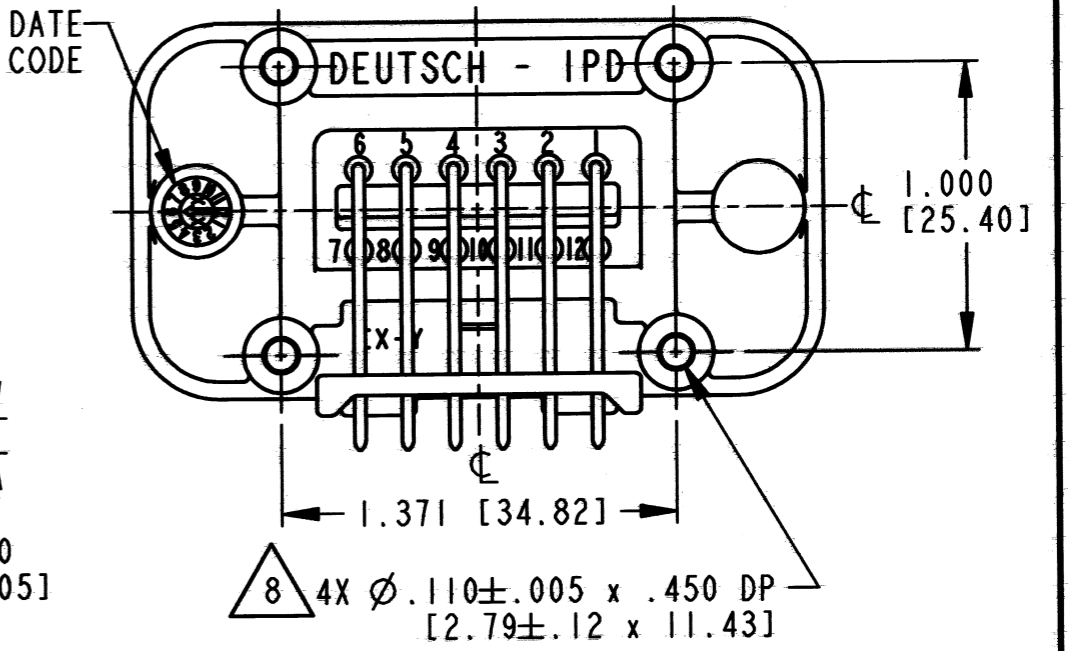 DATE
CODE
DEUTSCH - IPD
6 5 4 3 2 1
7 8 9 10 11 12
X-Y
℄ 1.000
[25.40]
℄
1.371 [34.82]
05]
8 4X Ø.110±.005 x .450 DP
[2.79±.12 x 11.43]